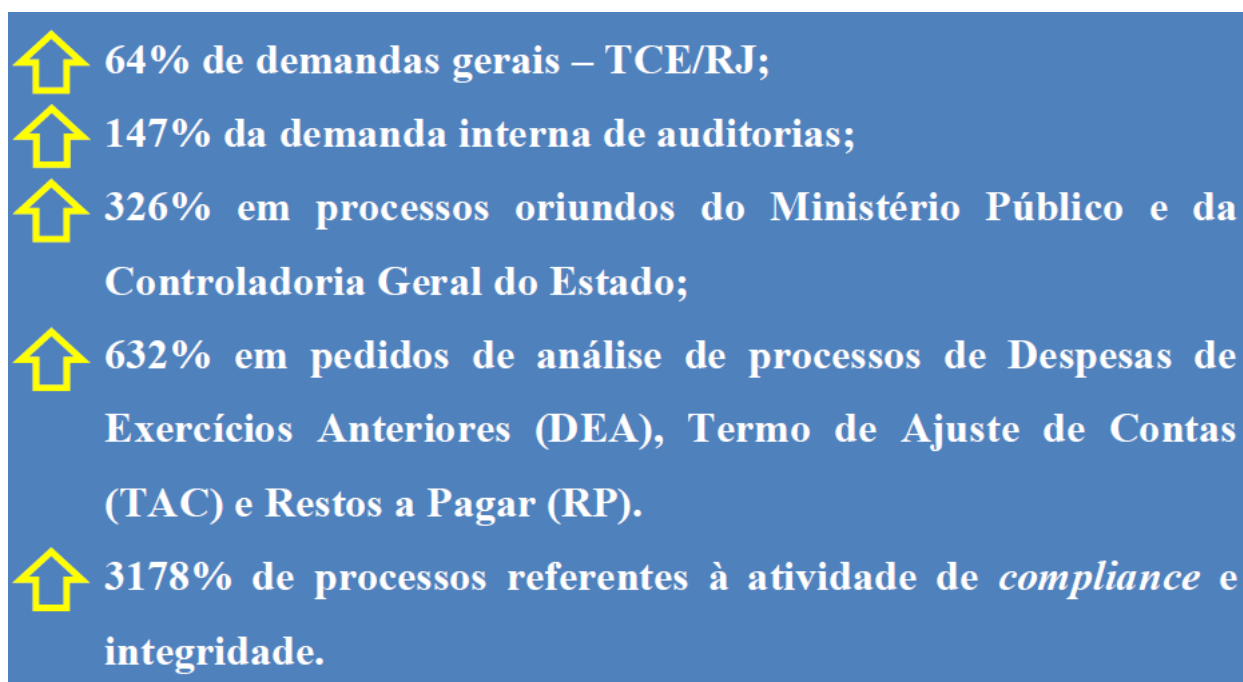 64% de demandas gerais – TCE/RJ;
147% da demanda interna de auditorias;
326% em processos oriundos do Ministério Público e da
Controladoria Geral do Estado;
632% em pedidos de análise de processos de Despesas de
Exercícios Anteriores (DEA), Termo de Ajuste de Contas
(TAC) e Restos a Pagar (RP).
3178% de processos referentes à atividade de compliance e
integridade.